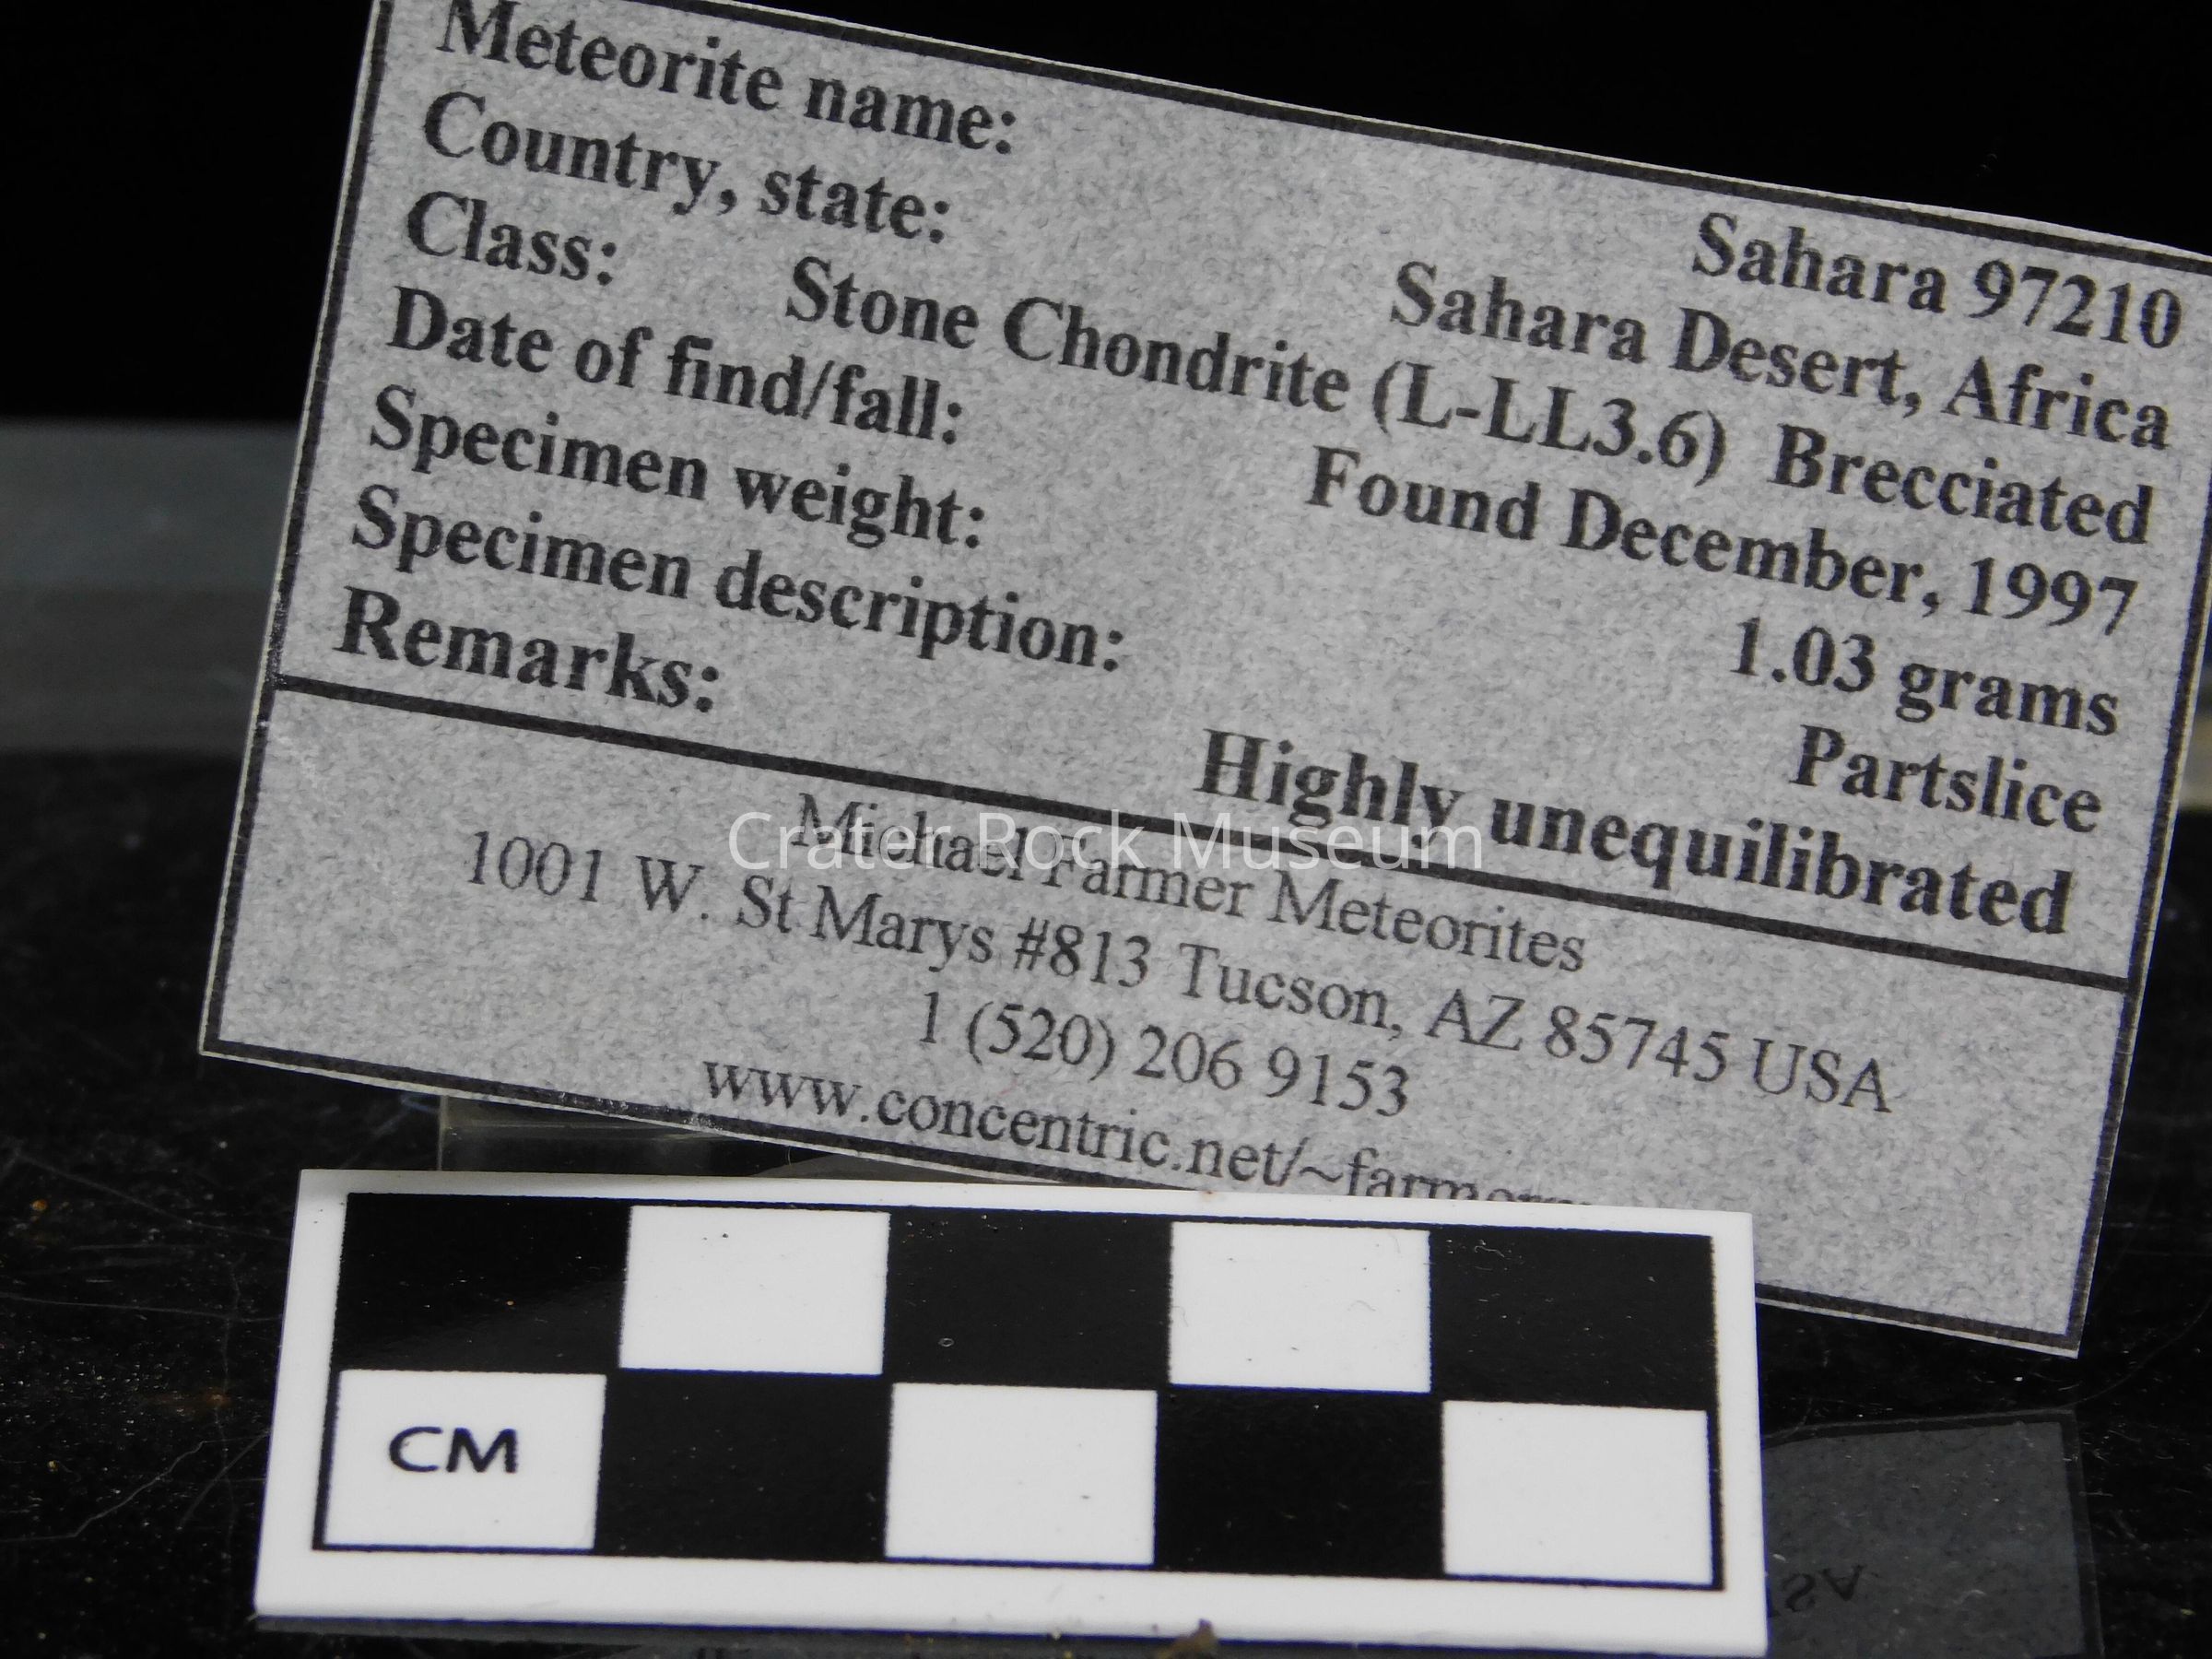 Meteorite name: Sahara 97210
Country, state: Sahara Desert, Africa
Class: Stone Chondrite (L-LL3.6) Brecciated
Date of find/fall: Found December, 1997
Specimen weight: 1.03 grams
Specimen description: Partslice
Remarks: Highly unequilibrated
Michael Farmer Meteorites
1001 W. St Marys #813 Tucson, AZ 85745 USA
1 (520) 206 9153
www.concentric.net/~farmer
Crater Rock Museum
CM